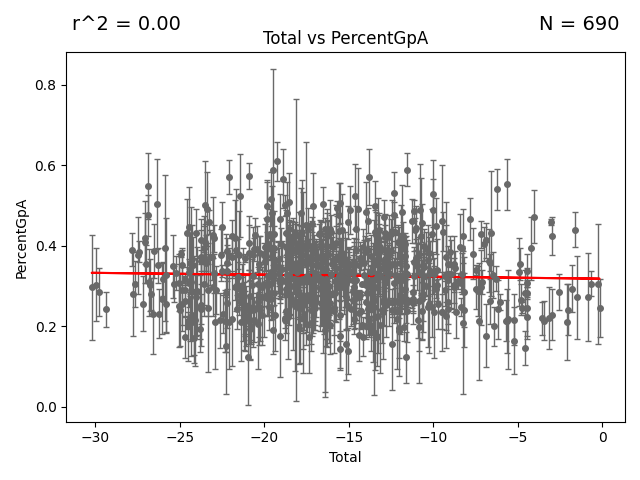 r^2 = 0.00
N = 690
Total vs PercentGpA
0.8
0.6
0.4
0.2
0.0
PercentGpA
−30
−25
−20
−15
−10
−5
0
Total